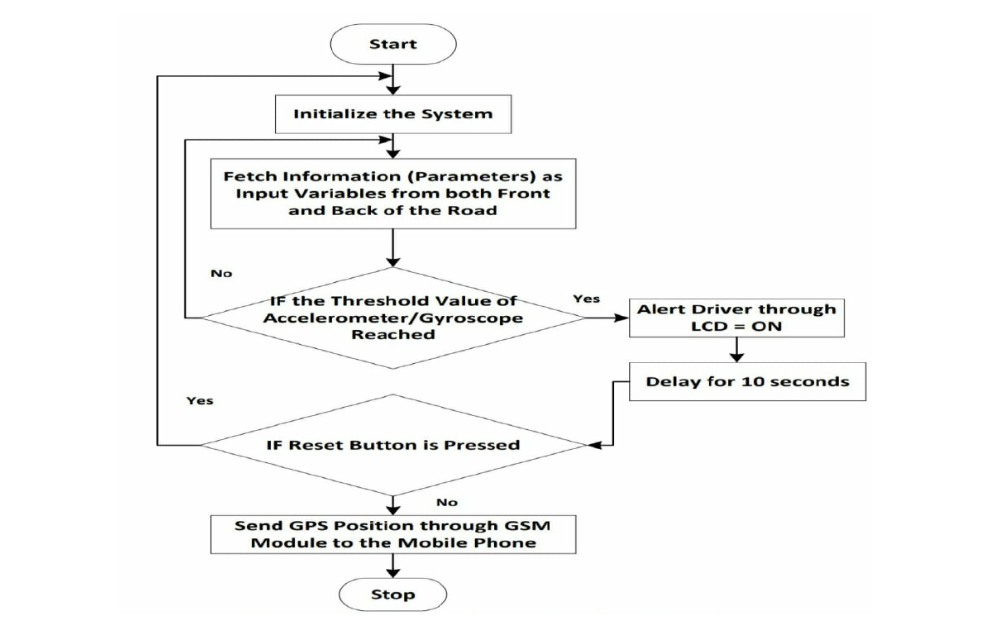 Start
Initialize the System
Fetch Information (Parameters) as
Input Variables from both Front
and Back of the Road
No
IF the Threshold Value of
Accelerometer/Gyroscope
Reached
Yes
Alert Driver through
LCD = ON
Delay for 10 seconds
Yes
IF Reset Button is Pressed
No
Send GPS Position through GSM
Module to the Mobile Phone
Stop